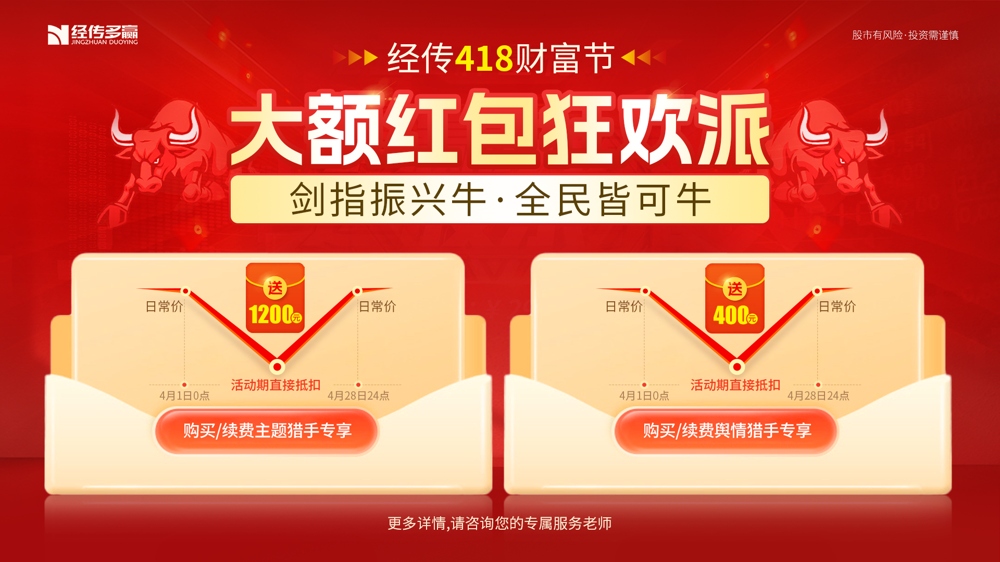 经传多赢
JINGZHUAN DUOYING
股市有风险·投资需谨慎
经传418财富节
大额红包狂欢派
剑指振兴牛·全民皆可牛
送
1200元
日常价
日常价
活动期直接抵扣
4月1日0点
4月28日24点
购买/续费主题猎手专享
送
400元
日常价
日常价
活动期直接抵扣
4月1日0点
4月28日24点
购买/续费舆情猎手专享
更多详情,请咨询您的专属服务老师